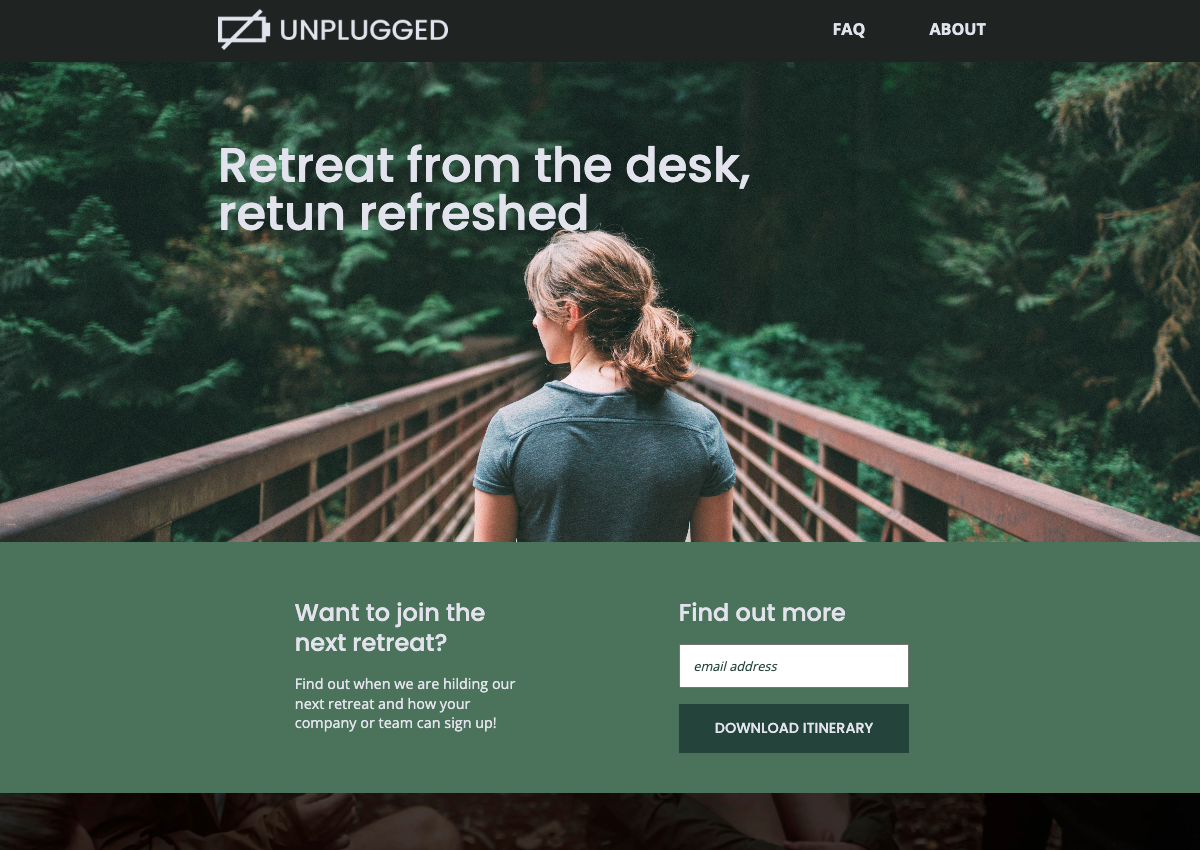 UNPLUGGED
FAQ
ABOUT
Retreat from the desk,
retun refreshed
Want to join the
next retreat?
Find out when we are hilding our
next retreat and how your
company or team can sign up!
Find out more
email address
DOWNLOAD ITINERARY